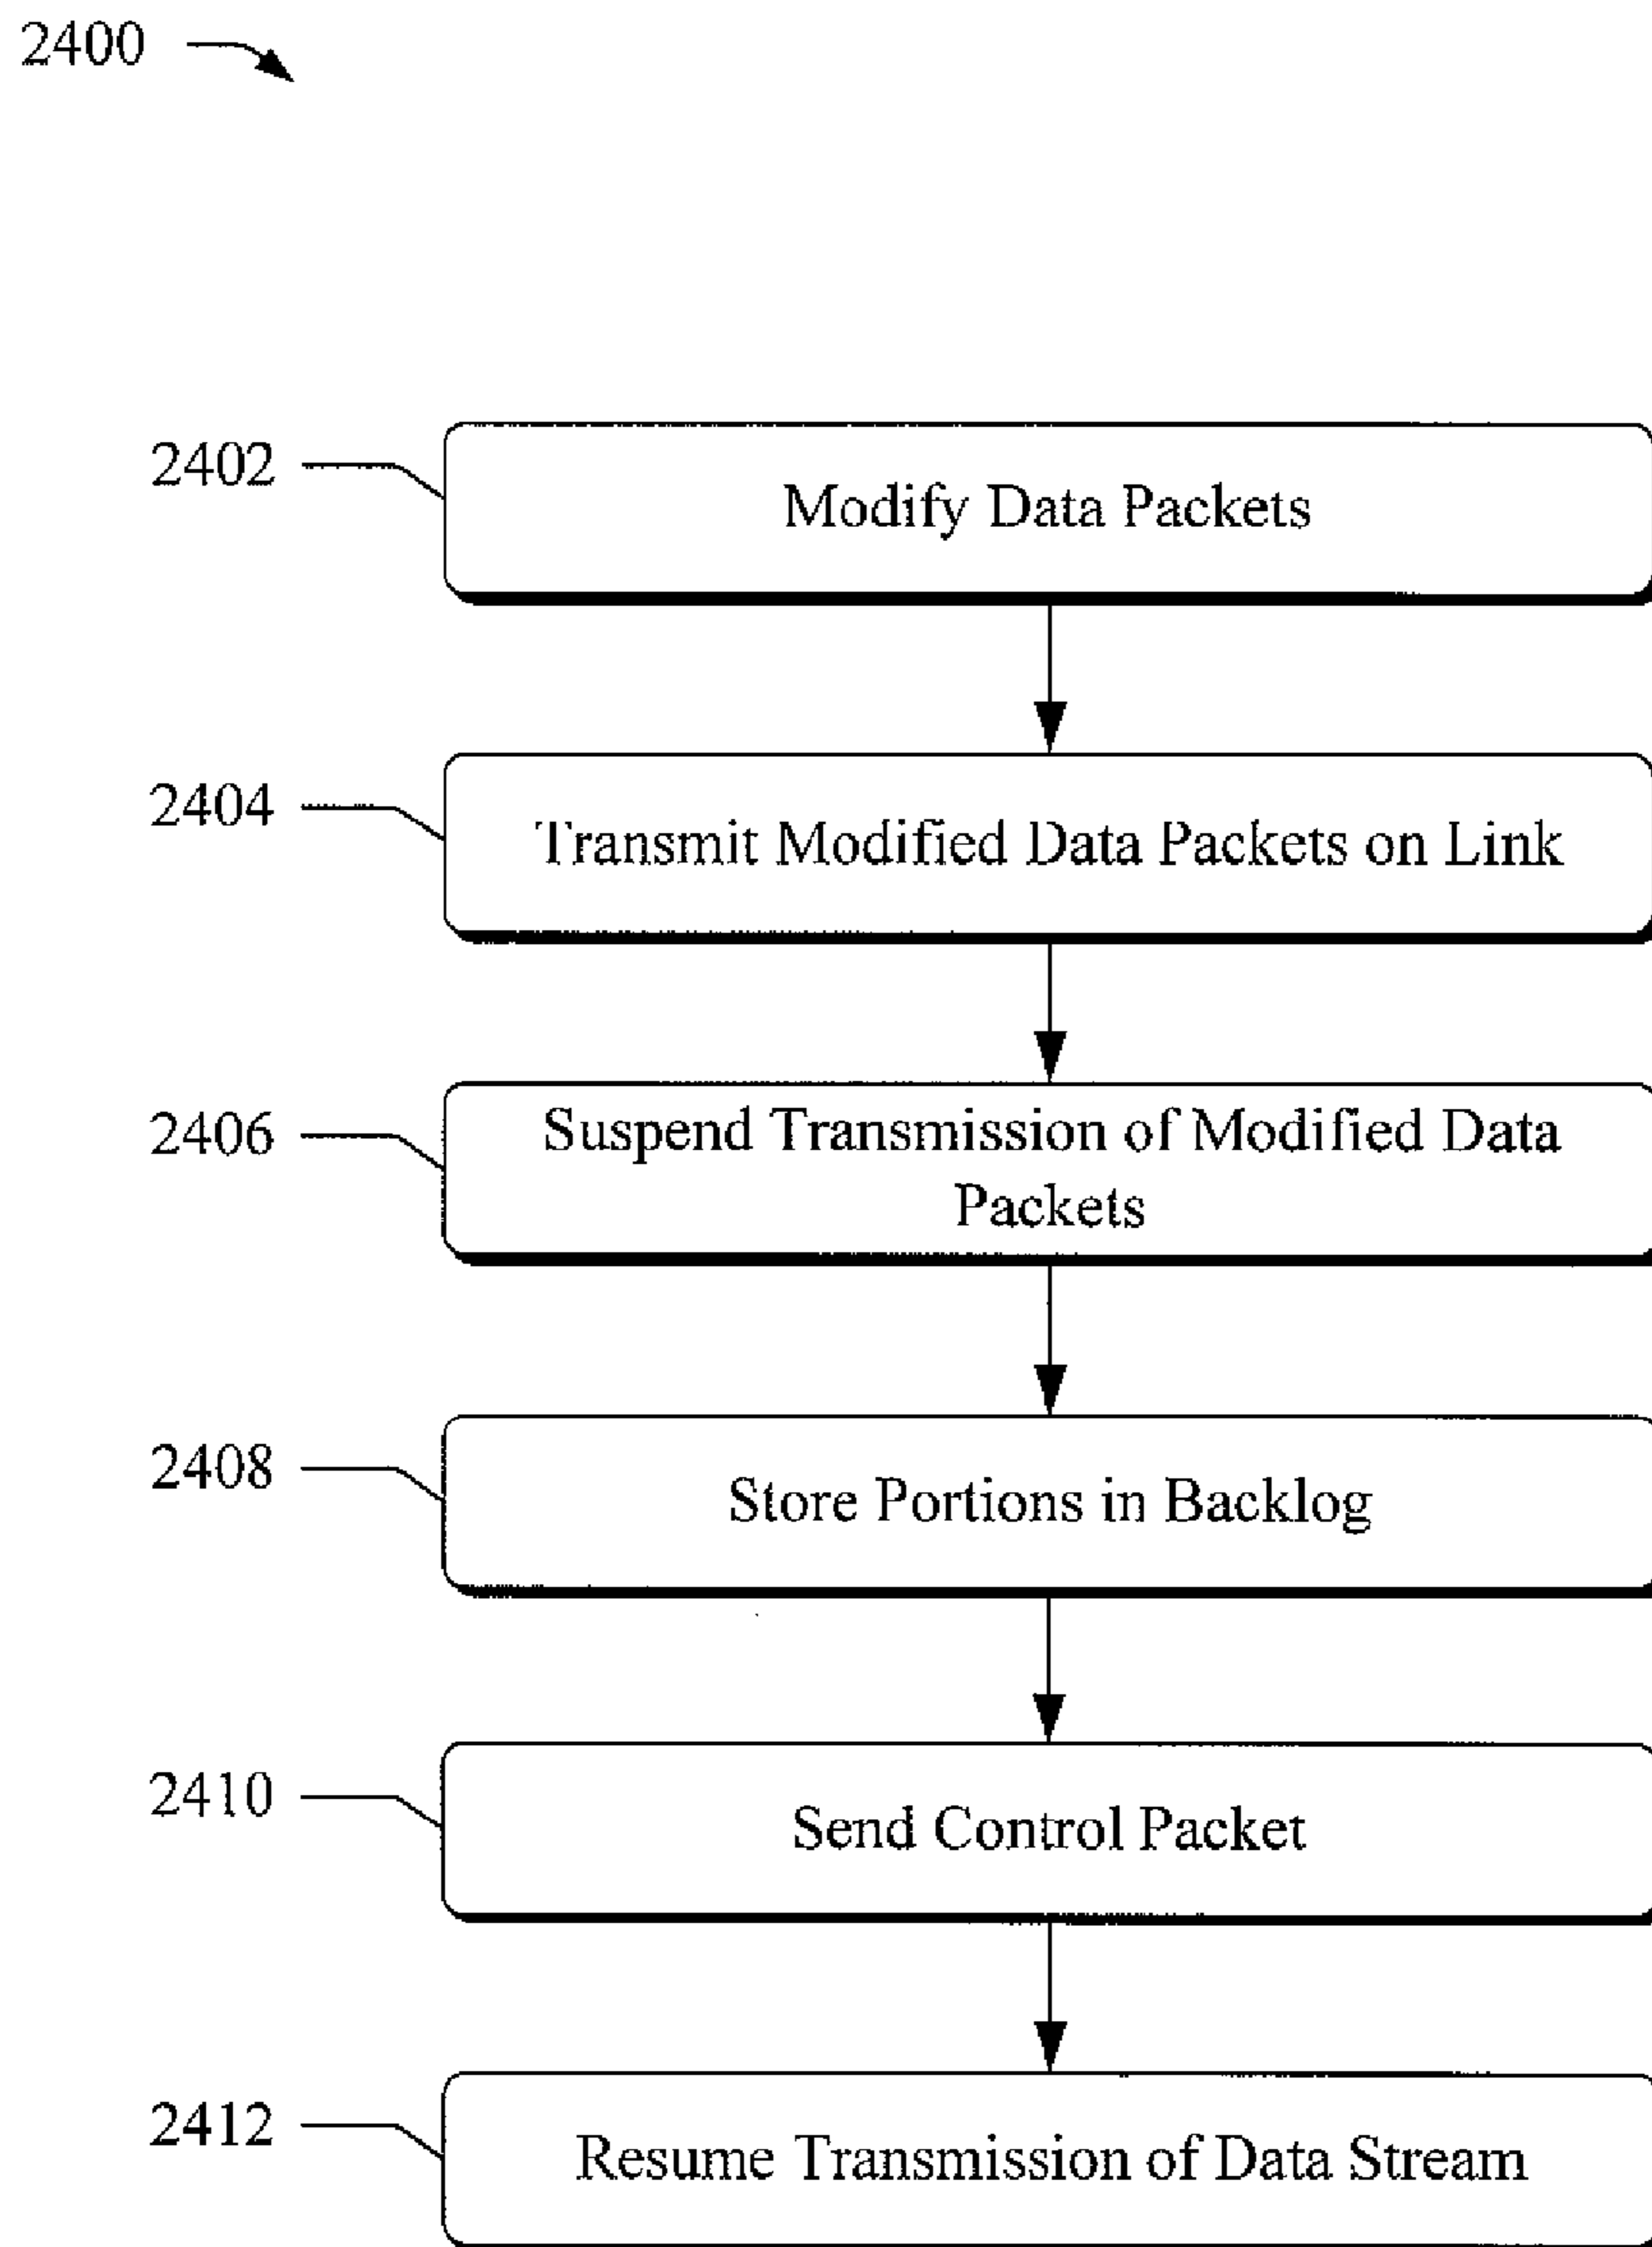 2400
2402
Modify Data Packets
2404
Transmit Modified Data Packets on Link
2406
Suspend Transmission of Modified Data
Packets
2408
Store Portions in Backlog
2410
Send Control Packet
2412
Resume Transmission of Data Stream